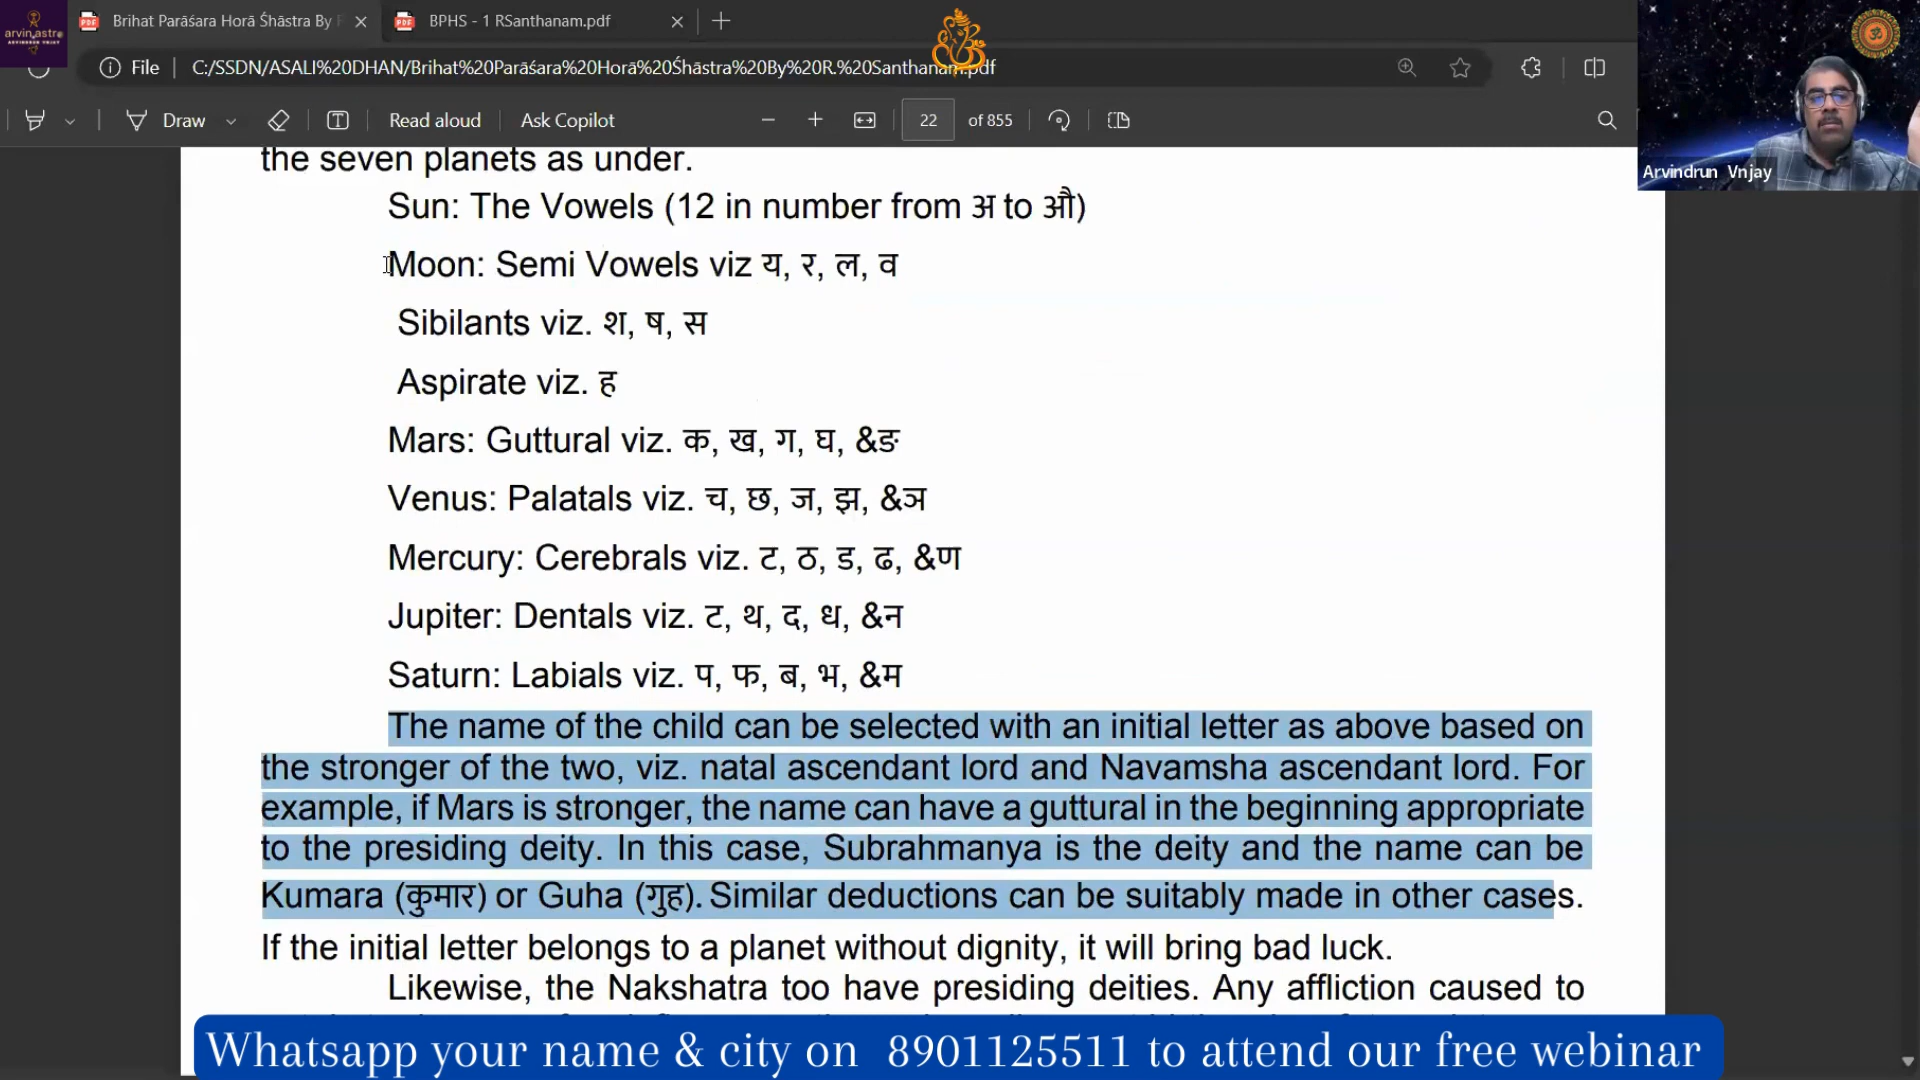 arvin astro
ARVINDRUN VNJAY
PDF Brihat Parāśara Horā Śhāstra By
PDF BPHS - 1 RSanthanam.pdf
File C:/SSDN/ASALI%20DHAN/Brihat%20Parāśara%20Horā%20Śhāstra%20By%20R.%20Santhanam.pdf
Draw Read aloud Ask Copilot 22 of 855
Arvindrun Vnjay
the seven planets as under.
Sun: The Vowels (12 in number from अ to औ)
Moon: Semi Vowels viz य, र, ल, व
Sibilants viz. श, ष, स
Aspirate viz. ह
Mars: Guttural viz. क, ख, ग, घ, &ङ
Venus: Palatals viz. च, छ, ज, झ, &ञ
Mercury: Cerebrals viz. ट, ठ, ड, ढ, &ण
Jupiter: Dentals viz. ट, थ, द, ध, &न
Saturn: Labials viz. प, फ, ब, भ, &म
The name of the child can be selected with an initial letter as above based on
the stronger of the two, viz. natal ascendant lord and Navamsha ascendant lord. For
example, if Mars is stronger, the name can have a guttural in the beginning appropriate
to the presiding deity. In this case, Subrahmanya is the deity and the name can be
Kumara (कुमार) or Guha (गुह). Similar deductions can be suitably made in other cases.
If the initial letter belongs to a planet without dignity, it will bring bad luck.
Likewise, the Nakshatra too have presiding deities. Any affliction caused to
Whatsapp your name & city on 8901125511 to attend our free webinar